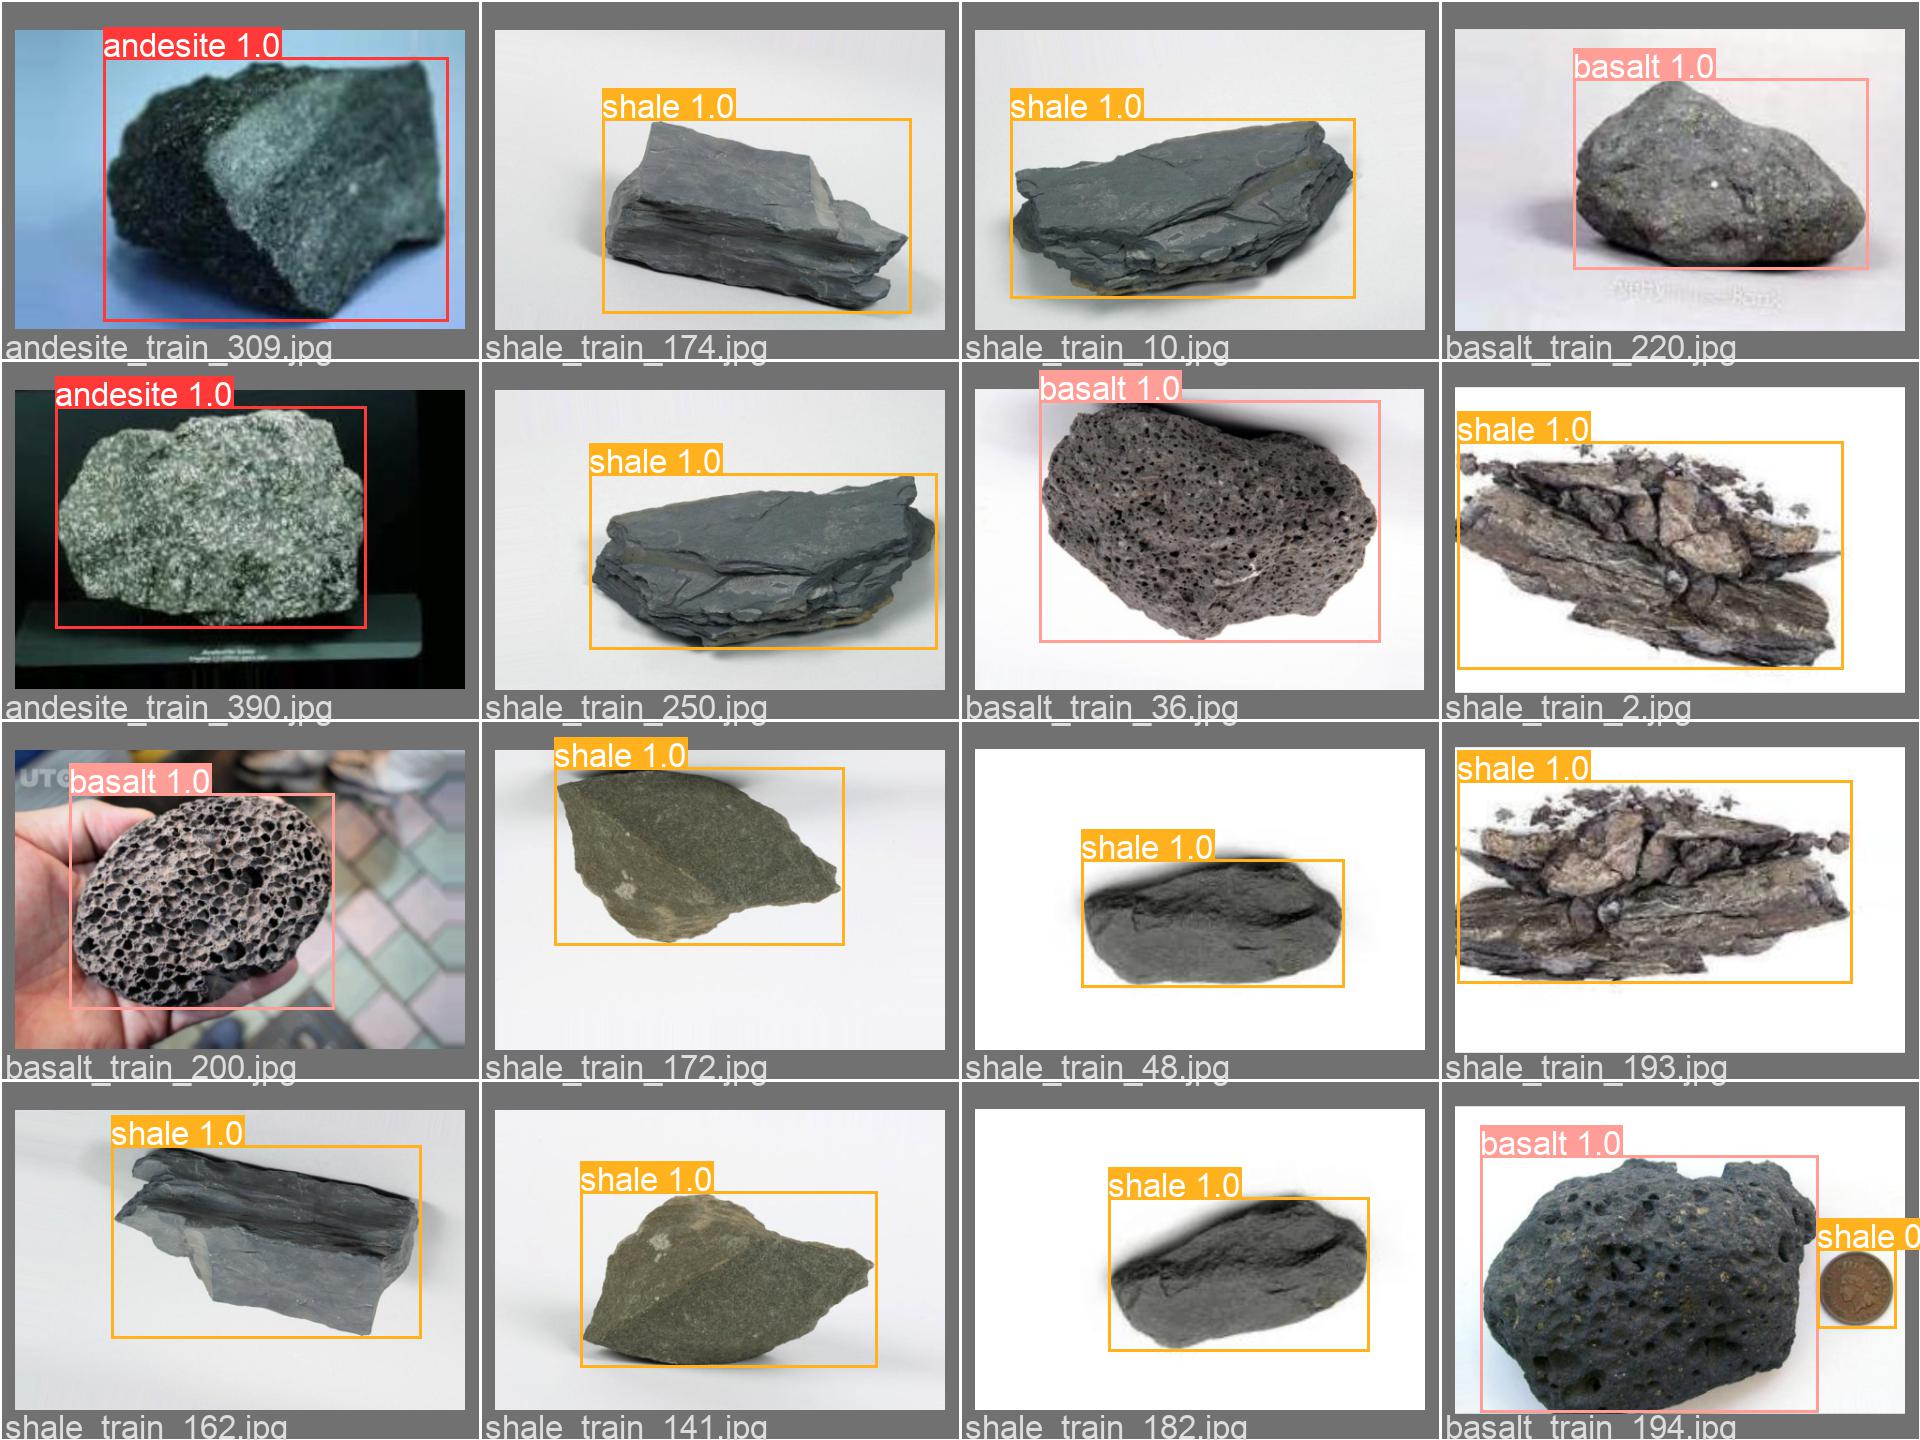 andesite 1.0
andesite_train_309.jpg
shale 1.0
shale_train_174.jpg
shale 1.0
shale_train_10.jpg
basalt 1.0
basalt_train_220.jpg
andesite 1.0
andesite_train_390.jpg
shale 1.0
shale_train_250.jpg
basalt 1.0
basalt_train_36.jpg
shale 1.0
shale_train_2.jpg
basalt 1.0
basalt_train_200.jpg
shale 1.0
shale_train_172.jpg
shale 1.0
shale_train_48.jpg
shale 1.0
shale_train_193.jpg
shale 1.0
shale_train_162.jpg
shale 1.0
shale_train_141.jpg
shale 1.0
shale_train_182.jpg
basalt 1.0
shale 0
basalt_train_194.jpg